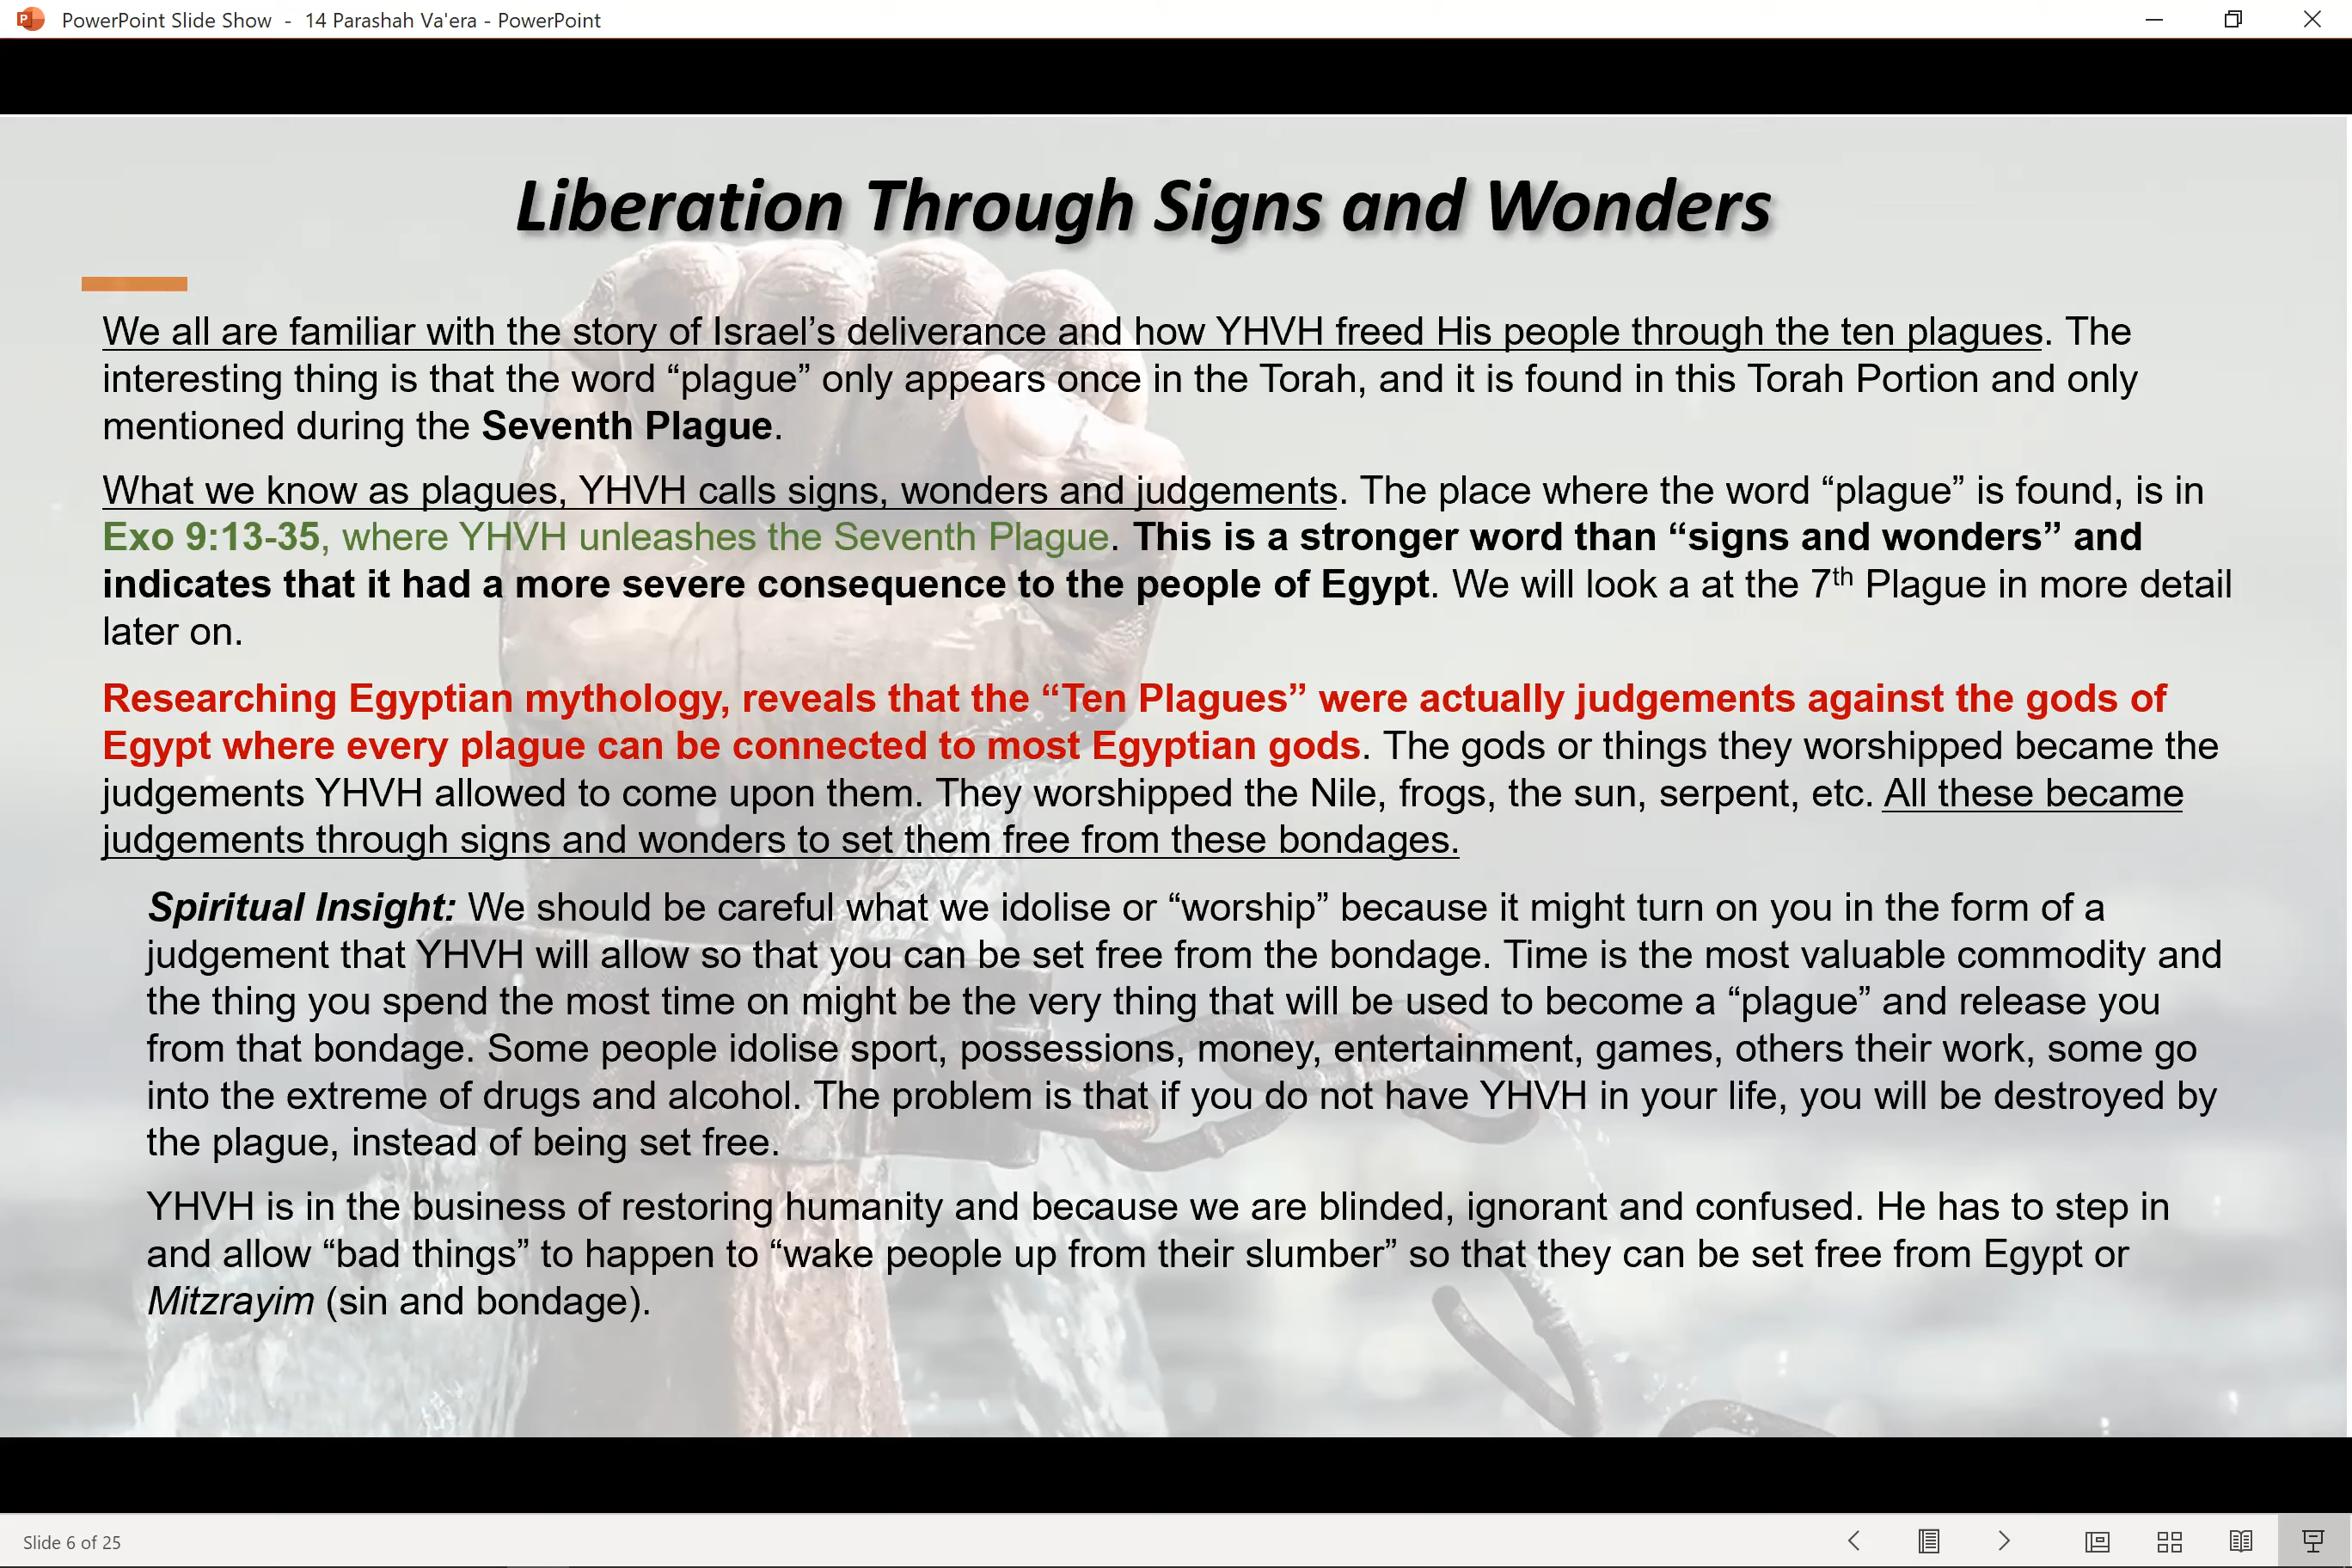 PowerPoint Slide Show - 14 Parashah Va'era - PowerPoint
Liberation Through Signs and Wonders
We all are familiar with the story of Israel’s deliverance and how YHVH freed His people through the ten plagues. The
interesting thing is that the word “plague” only appears once in the Torah, and it is found in this Torah Portion and only
mentioned during the Seventh Plague.
What we know as plagues, YHVH calls signs, wonders and judgements. The place where the word “plague” is found, is in
Exo 9:13-35, where YHVH unleashes the Seventh Plague. This is a stronger word than “signs and wonders” and
indicates that it had a more severe consequence to the people of Egypt. We will look a at the 7th Plague in more detail
later on.
Researching Egyptian mythology, reveals that the “Ten Plagues” were actually judgements against the gods of
Egypt where every plague can be connected to most Egyptian gods. The gods or things they worshipped became the
judgements YHVH allowed to come upon them. They worshipped the Nile, frogs, the sun, serpent, etc. All these became
judgements through signs and wonders to set them free from these bondages.
Spiritual Insight: We should be careful what we idolise or “worship” because it might turn on you in the form of a
judgement that YHVH will allow so that you can be set free from the bondage. Time is the most valuable commodity and
the thing you spend the most time on might be the very thing that will be used to become a “plague” and release you
from that bondage. Some people idolise sport, possessions, money, entertainment, games, others their work, some go
into the extreme of drugs and alcohol. The problem is that if you do not have YHVH in your life, you will be destroyed by
the plague, instead of being set free.
YHVH is in the business of restoring humanity and because we are blinded, ignorant and confused. He has to step in
and allow “bad things” to happen to “wake people up from their slumber” so that they can be set free from Egypt or
Mitzrayim (sin and bondage).
Slide 6 of 25